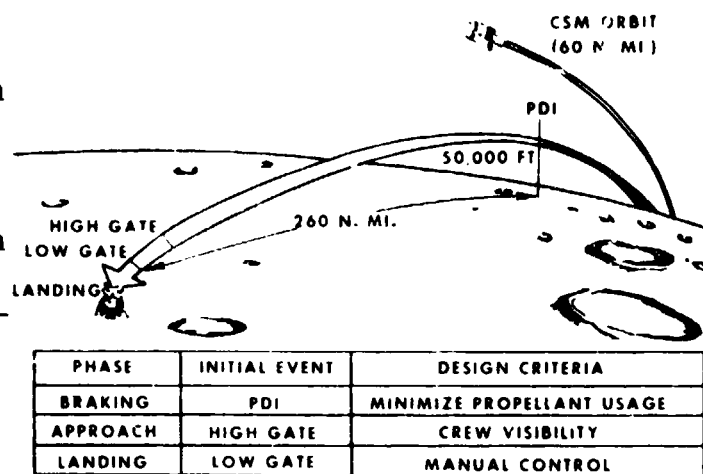 CSM ORBIT
(60 N. MI.)
PDI
50,000 FT
260 N. MI.
HIGH GATE
LOW GATE
LANDING
PHASE INITIAL EVENT DESIGN CRITERIA
BRAKING PDI MINIMIZE PROPELLANT USAGE
APPROACH HIGH GATE CREW VISIBILITY
LANDING LOW GATE MANUAL CONTROL